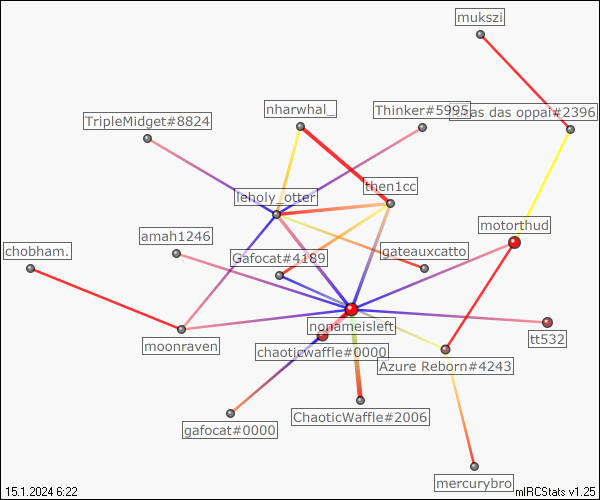 mukszi
nharwhal_
Thinker#5995
...as das oppai#2396
TripleMidget#8824
then1cc
leholy_otter
motorthud
amah1246
chobham.
Gafocat#4189
gateauxcatto
nonameisleft
tt532
moonraven
chaoticwaffle#0000
Azure Reborn#4243
ChaoticWaffle#2006
gafocat#0000
mercurybro
15.1.2024 6:22
mIRCStats v1.25